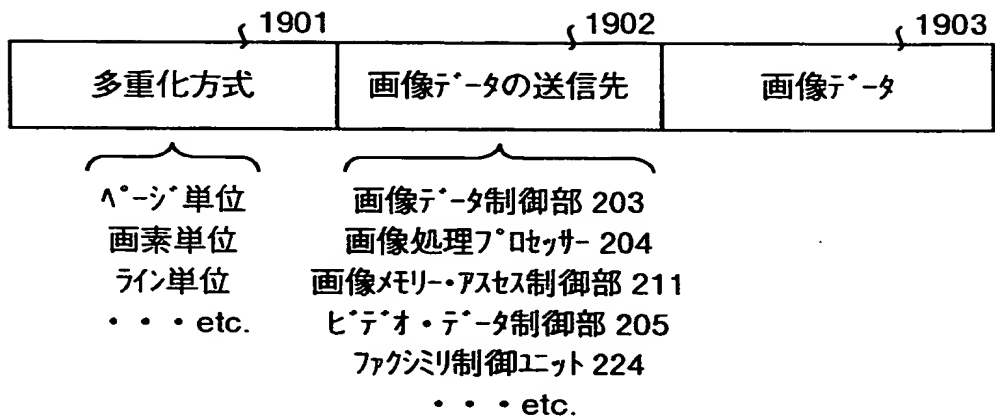 1901 1902 1903
多重化方式 画像ﾃﾞｰﾀの送信先 画像ﾃﾞｰﾀ
ﾍﾟｰｼﾞ単位 画像ﾃﾞｰﾀ制御部 203
画素単位 画像処理ﾌﾟﾛｾｯｻｰ 204
ﾗｲﾝ単位 画像ﾒﾓﾘｰ・ｱｽｾｽ制御部 211
・・・etc. ﾋﾞﾃﾞｵ・ﾃﾞｰﾀ制御部 205
ﾌｧｸｼﾐﾘ制御ﾕﾆｯﾄ 224
・・・etc.